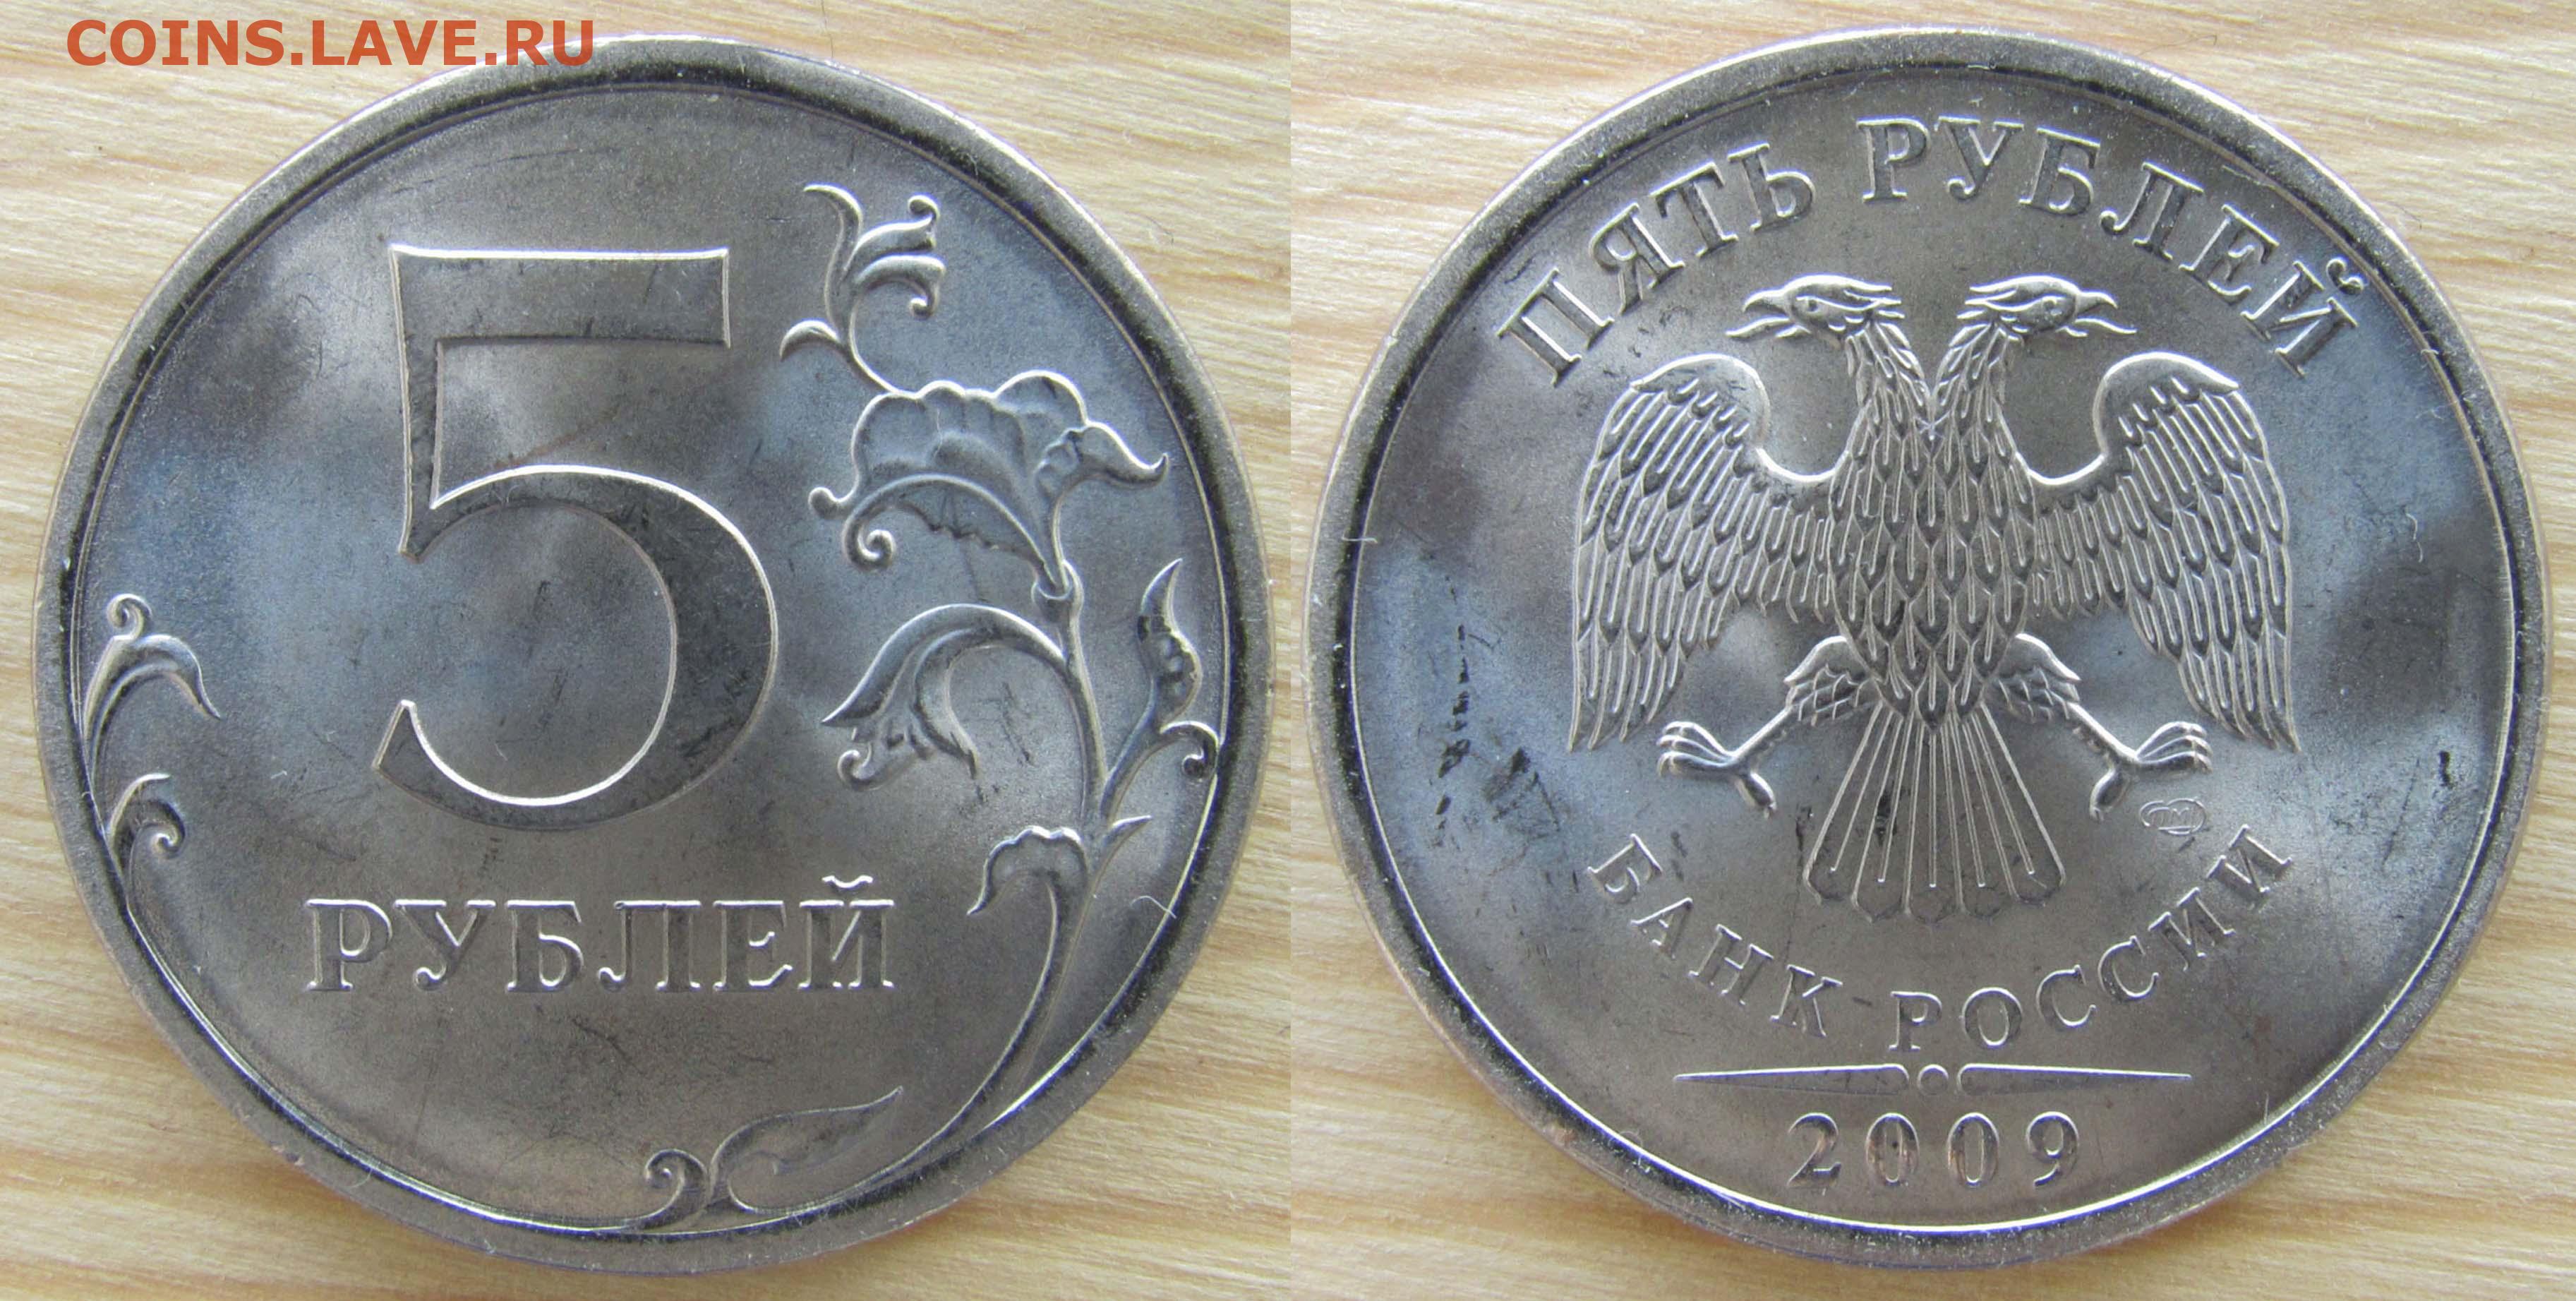 COINS.LAVE.RU
5
РУБЛЕЙ
ПЯТЬ РУБЛЕЙ
БАНК РОССИИ
2009